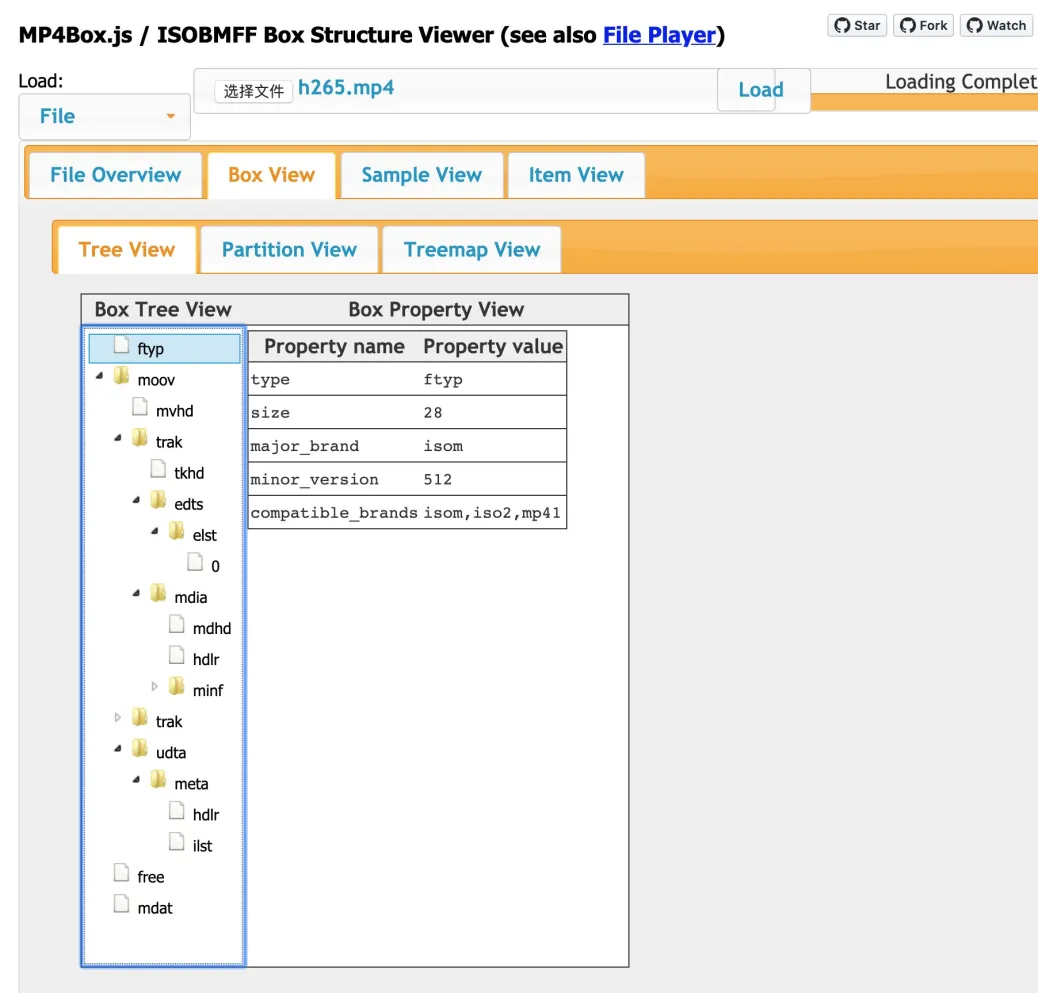 MP4Box.js / ISOBMFF Box Structure Viewer (see also File Player)
Star Fork Watch
Load:
File
选择文件 h265.mp4
Load
Loading Complet
File Overview Box View Sample View Item View
Tree View Partition View Treemap View
Box Tree View Box Property View
ftyp
moov
mvhd
trak
tkhd
edts
elst
0
mdia
mdhd
hdlr
minf
trak
udta
meta
hdlr
ilst
free
mdat
Property name Property value
type ftyp
size 28
major_brand isom
minor_version 512
compatible_brands isom,iso2,mp41